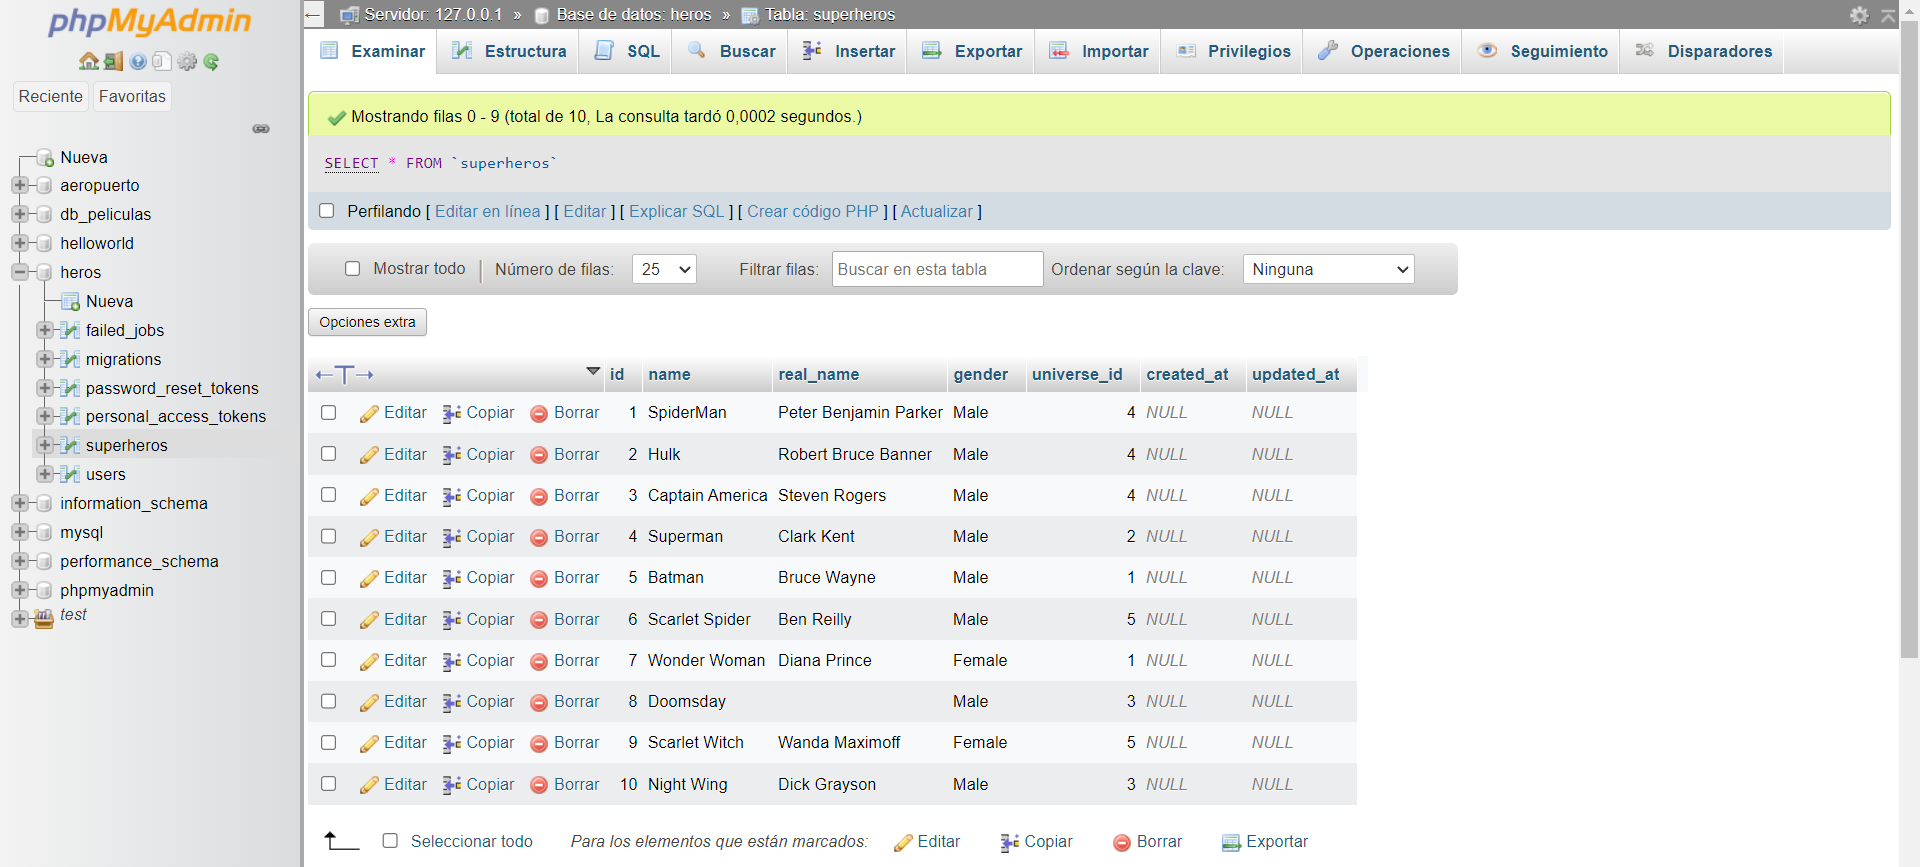 phpMyAdmin
Reciente Favoritas
Nueva
aeropuerto
db_peliculas
helloworld
heros
Nueva
failed_jobs
migrations
password_reset_tokens
personal_access_tokens
superheros
users
information_schema
mysql
performance_schema
phpmyadmin
test
Servidor: 127.0.0.1 » Base de datos: heros » Tabla: superheros
Examinar Estructura SQL Buscar Insertar Exportar Importar Privilegios Operaciones Seguimiento Disparadores
Mostrando filas 0 - 9 (total de 10, La consulta tardó 0,0002 segundos.)
SELECT * FROM `superheros`
Perfilando [ Editar en línea ] [ Editar ] [ Explicar SQL ] [ Crear código PHP ] [ Actualizar ]
Mostrar todo | Número de filas: 25 Filtrar filas: Buscar en esta tabla Ordenar según la clave: Ninguna
Opciones extra
←T→ id name real_name gender universe_id created_at updated_at
Editar Copiar Borrar 1 SpiderMan Peter Benjamin Parker Male 4 NULL NULL
Editar Copiar Borrar 2 Hulk Robert Bruce Banner Male 4 NULL NULL
Editar Copiar Borrar 3 Captain America Steven Rogers Male 4 NULL NULL
Editar Copiar Borrar 4 Superman Clark Kent Male 2 NULL NULL
Editar Copiar Borrar 5 Batman Bruce Wayne Male 1 NULL NULL
Editar Copiar Borrar 6 Scarlet Spider Ben Reilly Male 5 NULL NULL
Editar Copiar Borrar 7 Wonder Woman Diana Prince Female 1 NULL NULL
Editar Copiar Borrar 8 Doomsday Male 3 NULL NULL
Editar Copiar Borrar 9 Scarlet Witch Wanda Maximoff Female 5 NULL NULL
Editar Copiar Borrar 10 Night Wing Dick Grayson Male 3 NULL NULL
Seleccionar todo Para los elementos que están marcados: Editar Copiar Borrar Exportar